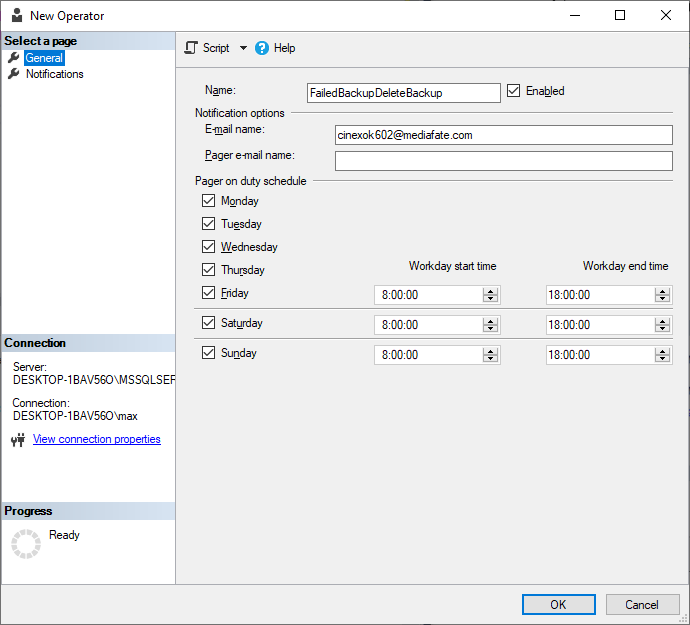 New Operator
Select a page
General
Notifications
Script
Help
Name:
FailedBackupDeleteBackup
Enabled
Notification options
E-mail name:
cinexok602@mediafate.com
Pager e-mail name:
Pager on duty schedule
Monday
Tuesday
Wednesday
Thursday
Workday start time
Workday end time
Friday
8:00:00
18:00:00
Saturday
8:00:00
18:00:00
Sunday
8:00:00
18:00:00
Connection
Server:
DESKTOP-1BAV56O\MSSQLSER
Connection:
DESKTOP-1BAV56O\max
View connection properties
Progress
Ready
OK
Cancel